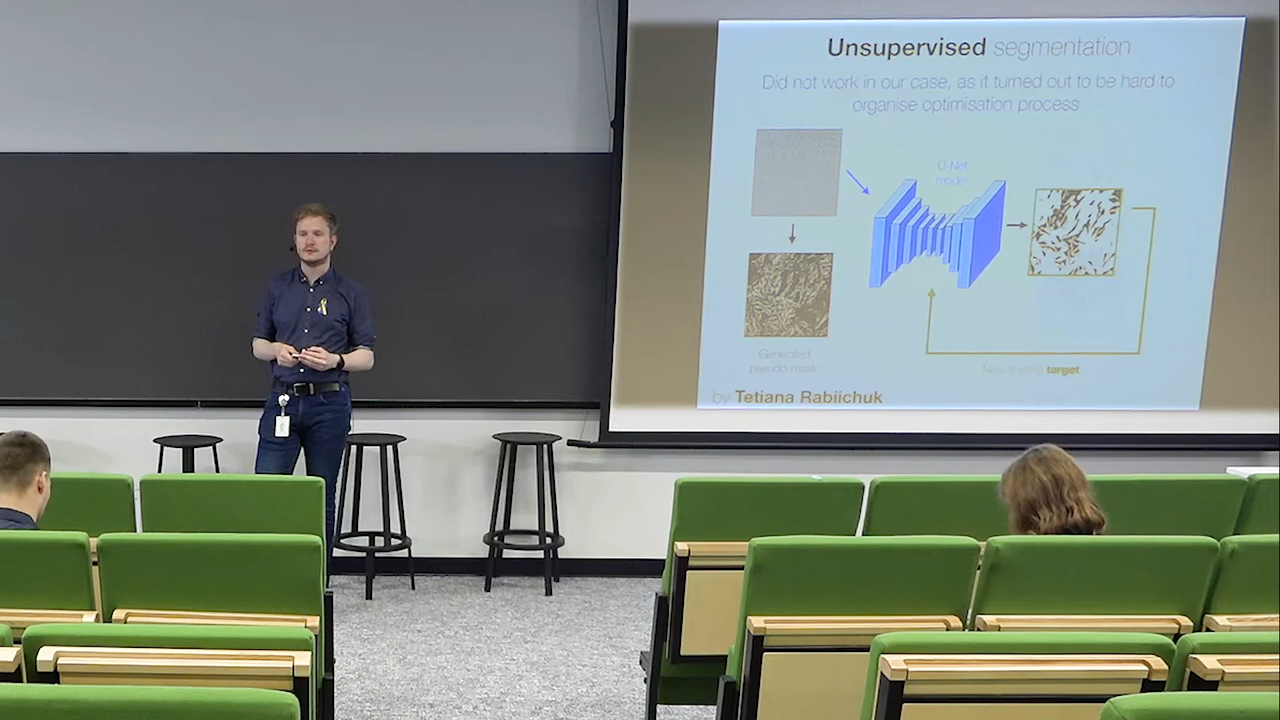 Unsupervised segmentation
Did not work in our case, as it turned out to be hard to
organise optimisation process
U-Net
model
Generated
pseudo mask
New training target
by Tetiana Rabiichuk